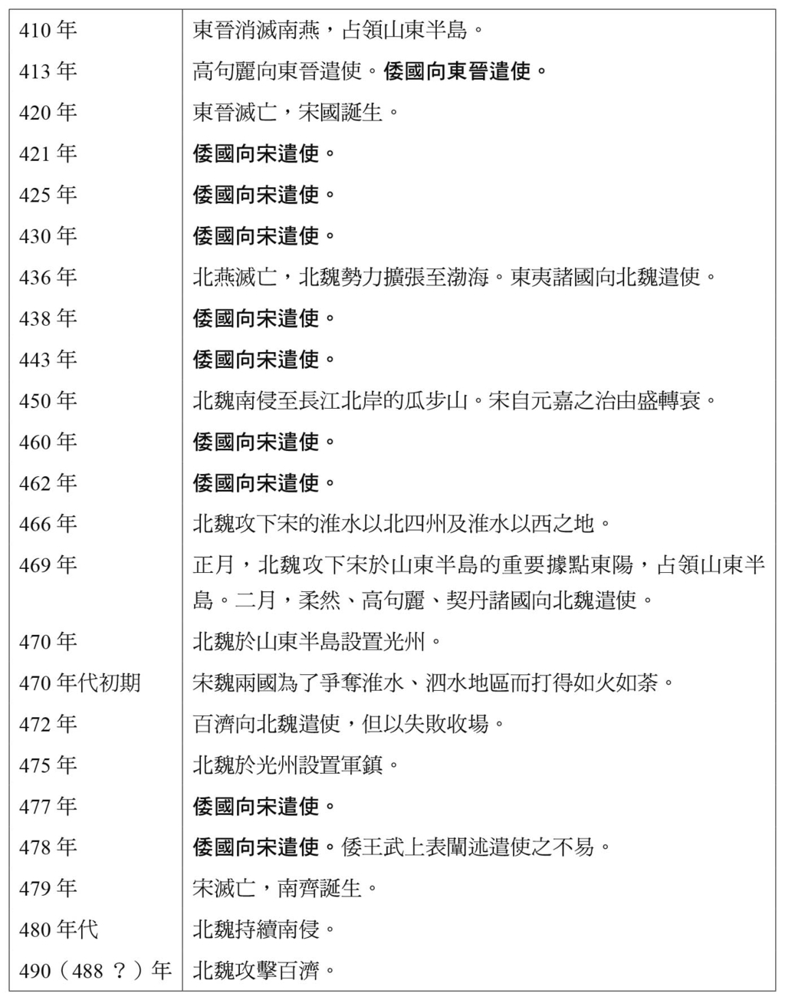 410 年 東晉消滅南燕，占領山東半島。
413 年 高句麗向東晉遣使。倭國向東晉遣使。
420 年 東晉滅亡，宋國誕生。
421 年 倭國向宋遣使。
425 年 倭國向宋遣使。
430 年 倭國向宋遣使。
436 年 北燕滅亡，北魏勢力擴張至渤海。東夷諸國向北魏遣使。
438 年 倭國向宋遣使。
443 年 倭國向宋遣使。
450 年 北魏南侵至長江北岸的瓜步山。宋自元嘉之治由盛轉衰。
460 年 倭國向宋遣使。
462 年 倭國向宋遣使。
466 年 北魏攻下宋的淮水以北四州及淮水以西之地。
469 年 正月，北魏攻下宋於山東半島的重要據點東陽，占領山東半
島。二月，柔然、高句麗、契丹諸國向北魏遣使。
470 年 北魏於山東半島設置光州。
470 年代初期 宋魏兩國為了爭奪淮水、泗水地區而打得如火如荼。
472 年 百濟向北魏遣使，但以失敗收場。
475 年 北魏於光州設置軍鎮。
477 年 倭國向宋遣使。
478 年 倭國向宋遣使。倭王武上表闡述遣使之不易。
479 年 宋滅亡，南齊誕生。
480 年代 北魏持續南侵。
490（488 ？）年 北魏攻擊百濟。